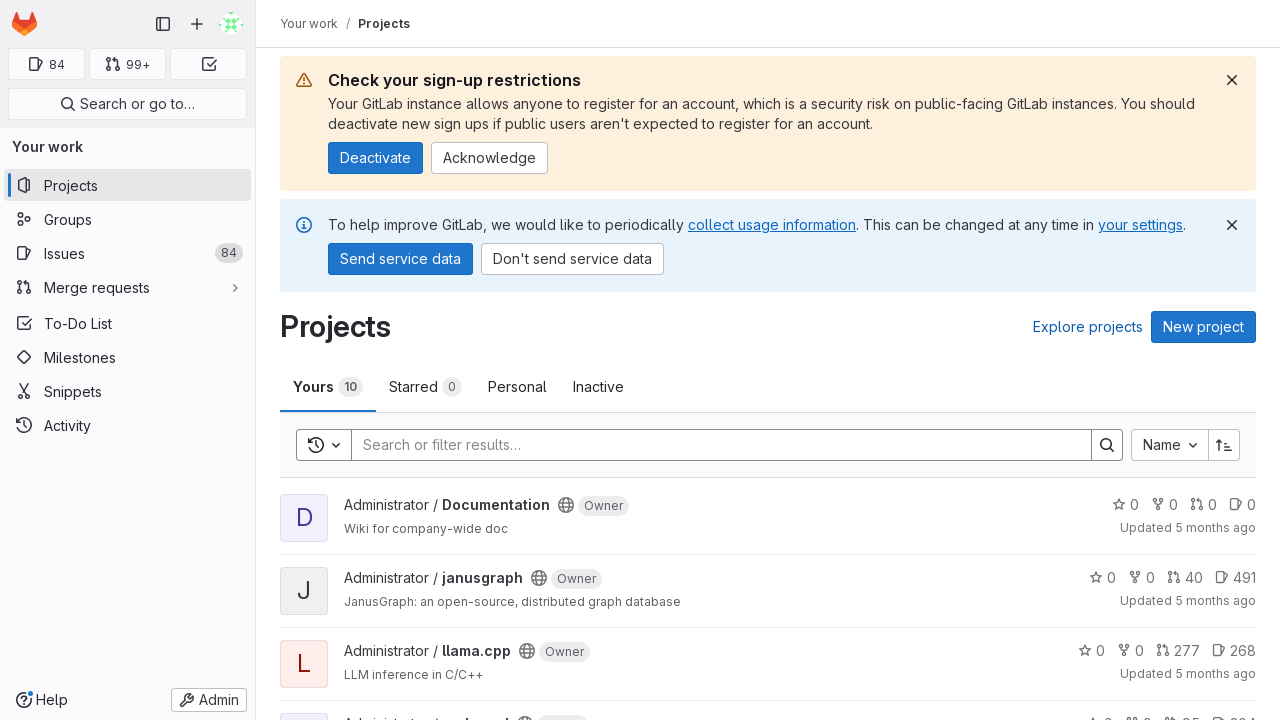 84
99+
Search or go to…
Your work
Projects
Groups
Issues 84
Merge requests
To-Do List
Milestones
Snippets
Activity
Help
Admin
Your work / Projects
Check your sign-up restrictions
Your GitLab instance allows anyone to register for an account, which is a security risk on public-facing GitLab instances. You should
deactivate new sign ups if public users aren't expected to register for an account.
Deactivate Acknowledge
To help improve GitLab, we would like to periodically collect usage information. This can be changed at any time in your settings.
Send service data Don't send service data
Projects
Explore projects New project
Yours 10 Starred 0 Personal Inactive
Search or filter results…
Name
D
Administrator / Documentation Owner
0 0 0 0
Wiki for company-wide doc
Updated 5 months ago
J
Administrator / janusgraph Owner
0 0 40 491
JanusGraph: an open-source, distributed graph database
Updated 5 months ago
L
Administrator / llama.cpp Owner
0 0 277 268
LLM inference in C/C++
Updated 5 months ago